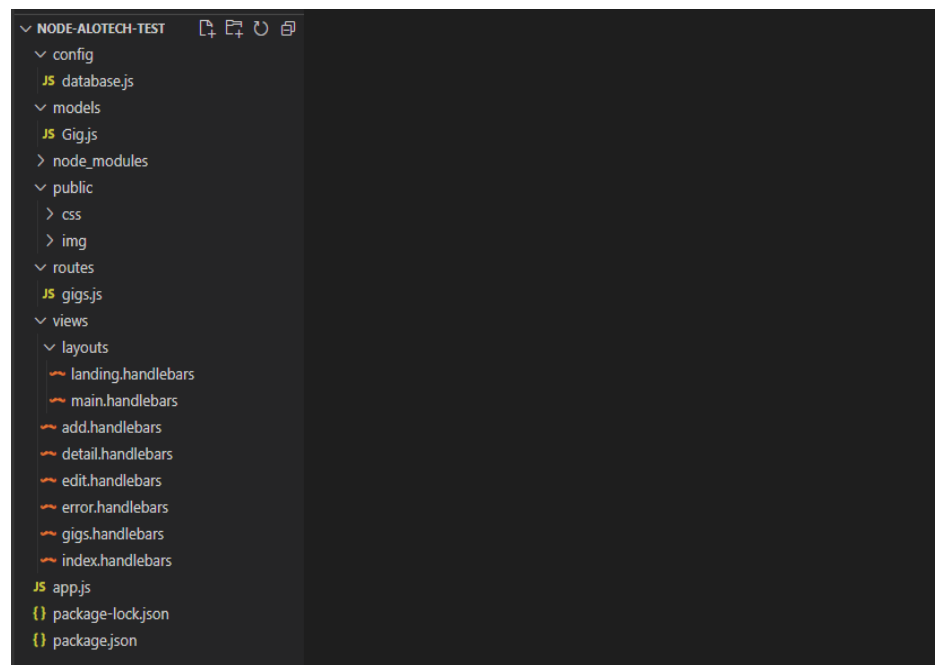 NODE-ALOTECH-TEST
config
JS database.js
models
JS Gig.js
node_modules
public
css
img
routes
JS gigs.js
views
layouts
landing.handlebars
main.handlebars
add.handlebars
detail.handlebars
edit.handlebars
error.handlebars
gigs.handlebars
index.handlebars
JS app.js
{} package-lock.json
{} package.json